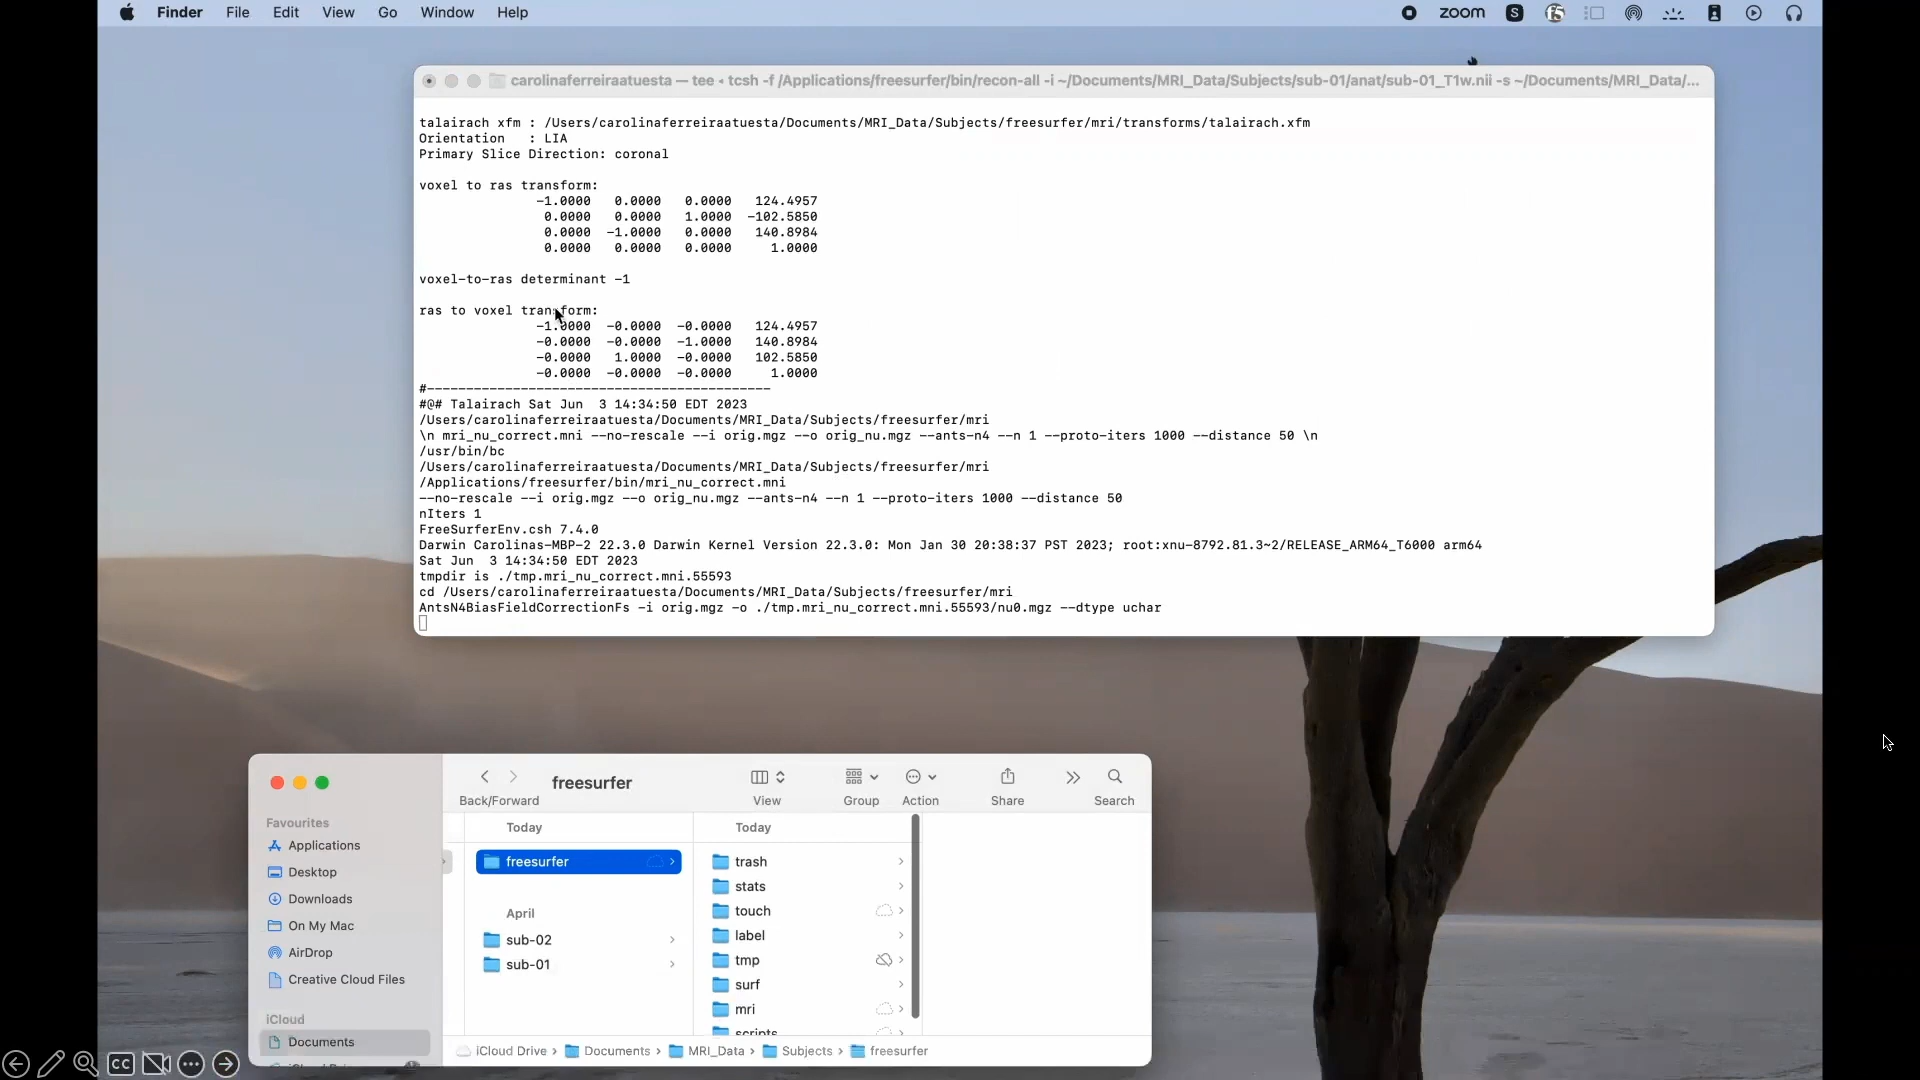 Finder File Edit View Go Window Help zoom
carolinaferreiraatuesta — tee ◂ tcsh -f /Applications/freesurfer/bin/recon-all -i ~/Documents/MRI_Data/Subjects/sub-01/anat/sub-01_T1w.nii -s ~/Documents/MRI_Data/...
talairach xfm : /Users/carolinaferreiraatuesta/Documents/MRI_Data/Subjects/freesurfer/mri/transforms/talairach.xfm
Orientation   : LIA
Primary Slice Direction: coronal
voxel to ras transform:
-1.0000   0.0000   0.0000   124.4957
0.0000   0.0000   1.0000  -102.5850
0.0000  -1.0000   0.0000   140.8984
0.0000   0.0000   0.0000     1.0000
voxel-to-ras determinant -1
ras to voxel transform:
-1.0000  -0.0000  -0.0000   124.4957
-0.0000  -0.0000  -1.0000   140.8984
-0.0000   1.0000  -0.0000   102.5850
-0.0000  -0.0000  -0.0000     1.0000
#--------------------------------------------
#@# Talairach Sat Jun  3 14:34:50 EDT 2023
/Users/carolinaferreiraatuesta/Documents/MRI_Data/Subjects/freesurfer/mri
\n mri_nu_correct.mni --no-rescale --i orig.mgz --o orig_nu.mgz --ants-n4 --n 1 --proto-iters 1000 --distance 50 \n
/usr/bin/bc
/Users/carolinaferreiraatuesta/Documents/MRI_Data/Subjects/freesurfer/mri
/Applications/freesurfer/bin/mri_nu_correct.mni
--no-rescale --i orig.mgz --o orig_nu.mgz --ants-n4 --n 1 --proto-iters 1000 --distance 50
nIters 1
FreeSurferEnv.csh 7.4.0
Darwin Carolinas-MBP-2 22.3.0 Darwin Kernel Version 22.3.0: Mon Jan 30 20:38:37 PST 2023; root:xnu-8792.81.3~2/RELEASE_ARM64_T6000 arm64
Sat Jun  3 14:34:50 EDT 2023
tmpdir is ./tmp.mri_nu_correct.mni.55593
cd /Users/carolinaferreiraatuesta/Documents/MRI_Data/Subjects/freesurfer/mri
AntsN4BiasFieldCorrectionFs -i orig.mgz -o ./tmp.mri_nu_correct.mni.55593/nu0.mgz --dtype uchar
freesurfer
Back/Forward View Group Action Share Search
Favourites
Applications
Desktop
Downloads
On My Mac
AirDrop
Creative Cloud Files
iCloud
Documents
Today
freesurfer
April
sub-02
sub-01
Today
trash
stats
touch
label
tmp
surf
mri
scripts
iCloud Drive › Documents › MRI_Data › Subjects › freesurfer
CC